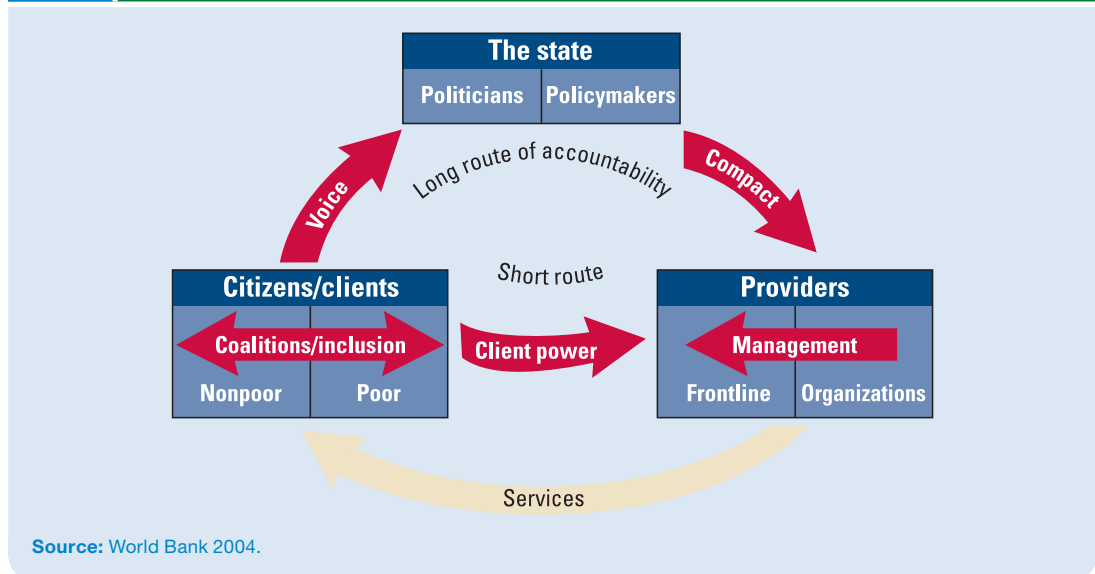 The state
Politicians
Policymakers
Long route of accountability
Voice
Compact
Short route
Citizens/clients
Coalitions/inclusion
Nonpoor
Poor
Client power
Providers
Management
Frontline
Organizations
Services
Source: World Bank 2004.